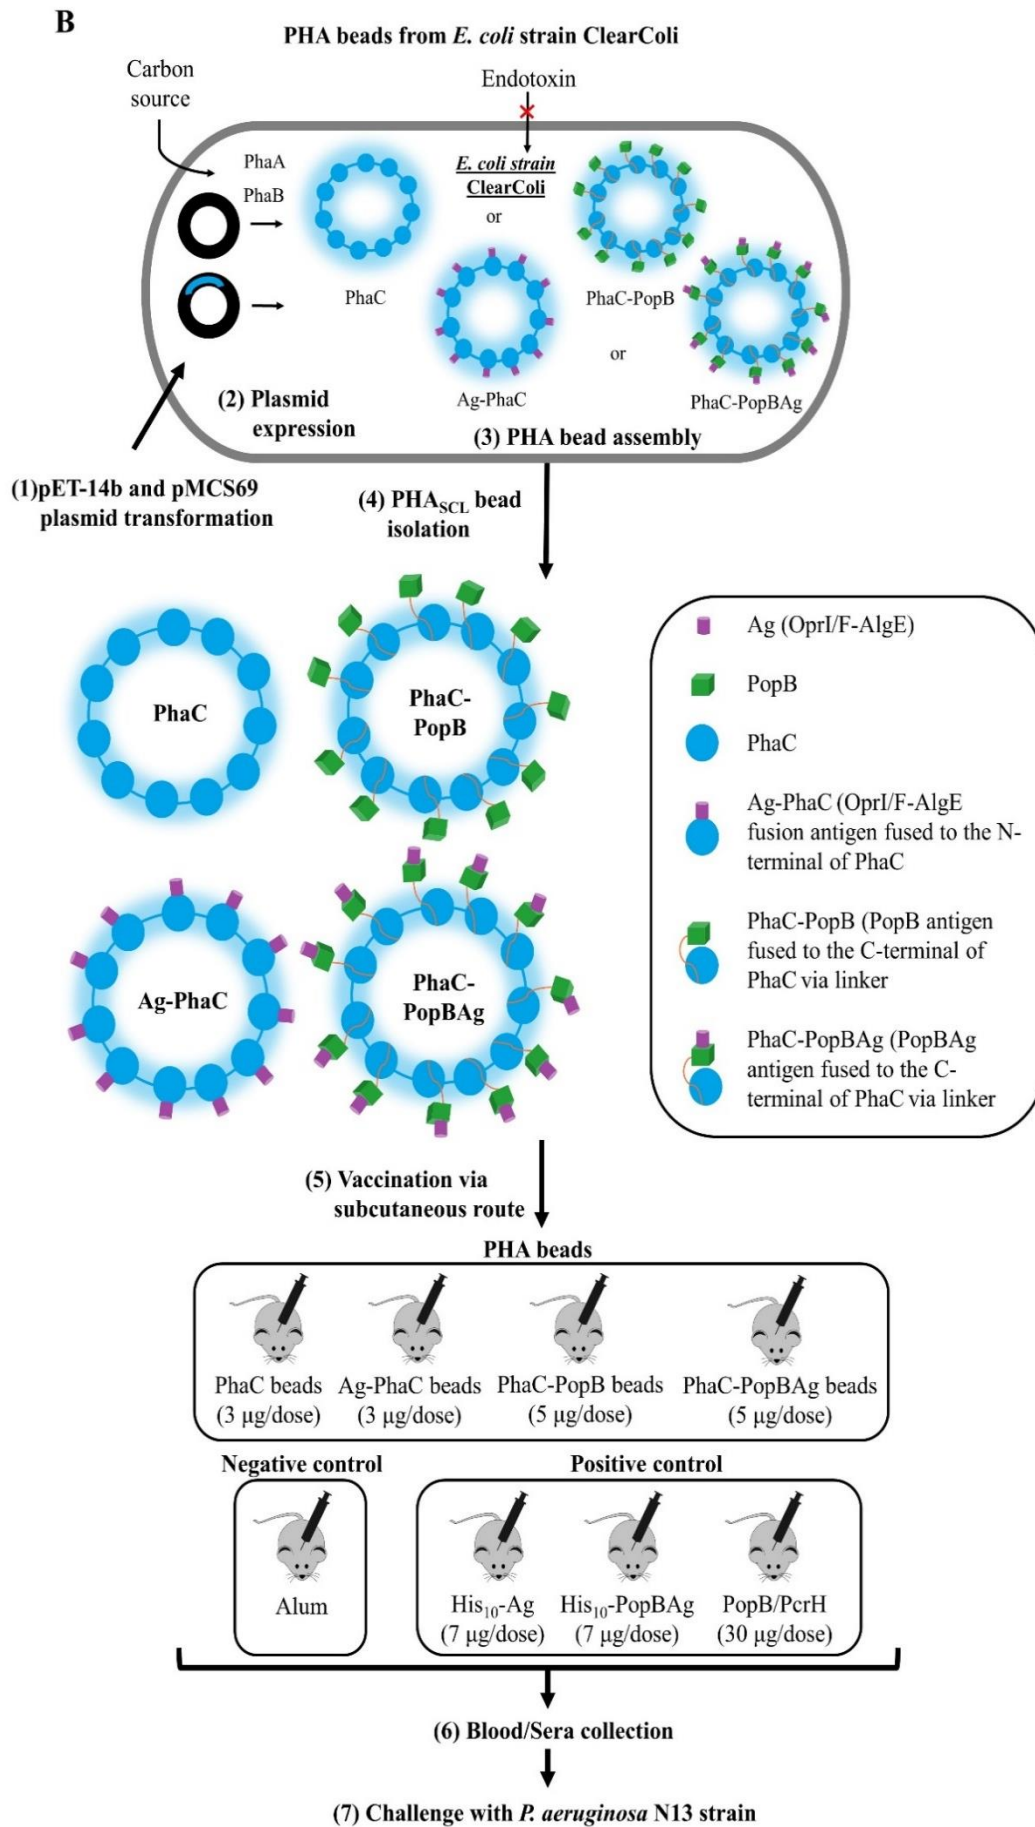 B
PHA beads from E. coli strain ClearColi
Carbon
source
Endotoxin
PhaA
PhaB
E. coli strain
ClearColi
or
PhaC
PhaC-PopB
or
Ag-PhaC
PhaC-PopBAg
(2) Plasmid
expression
(3) PHA bead assembly
(1)pET-14b and pMCS69
plasmid transformation
(4) PHASCL bead
isolation
PhaC
PhaC-
PopB
Ag-PhaC
PhaC-
PopBAg
Ag (OprI/F-AlgE)
PopB
PhaC
Ag-PhaC (OprI/F-AlgE
fusion antigen fused to the N-
terminal of PhaC
PhaC-PopB (PopB antigen
fused to the C-terminal of
PhaC via linker
PhaC-PopBAg (PopBAg
antigen fused to the C-
terminal of PhaC via linker
(5) Vaccination via
subcutaneous route
PHA beads
PhaC beads
(3 μg/dose)
Ag-PhaC beads
(3 μg/dose)
PhaC-PopB beads
(5 μg/dose)
PhaC-PopBAg beads
(5 μg/dose)
Negative control
Positive control
Alum
His10-Ag
(7 μg/dose)
His10-PopBAg
(7 μg/dose)
PopB/PcrH
(30 μg/dose)
(6) Blood/Sera collection
(7) Challenge with P. aeruginosa N13 strain